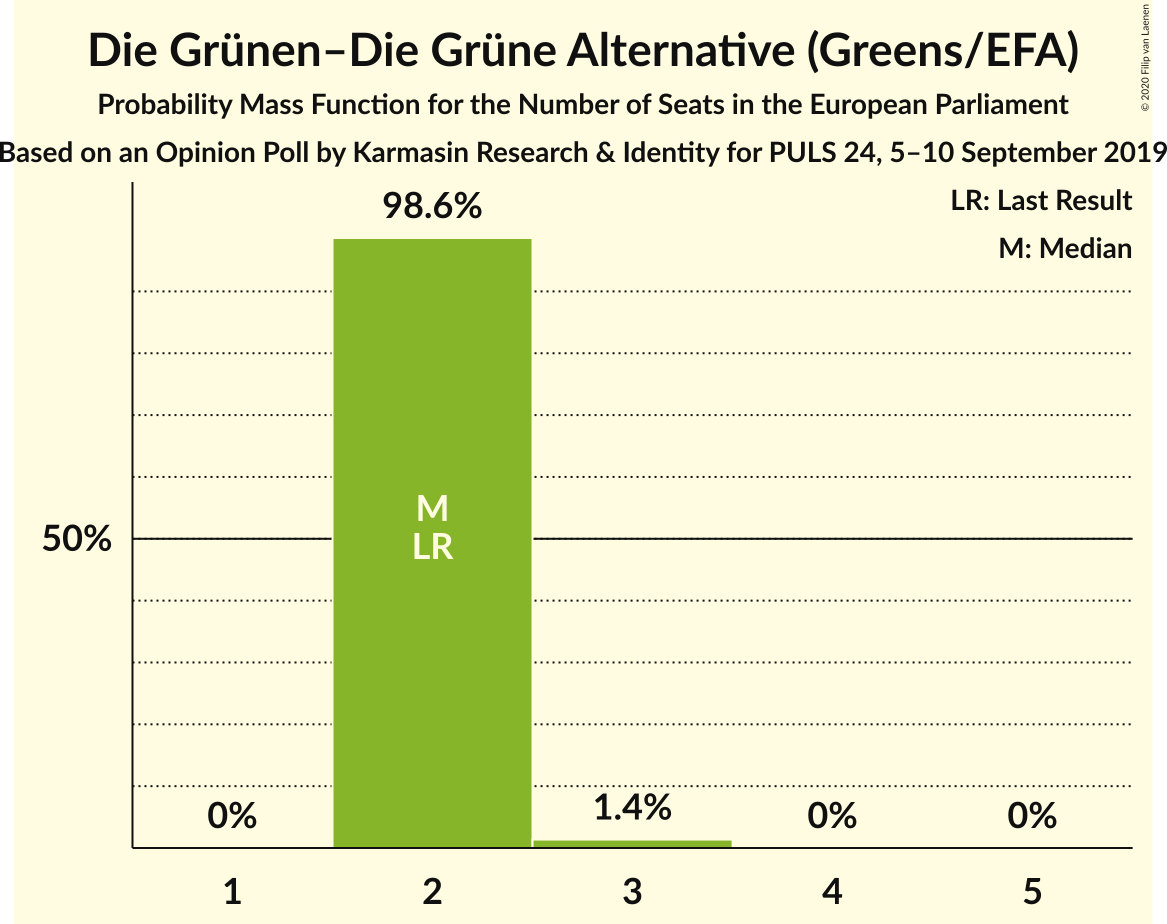 Die Grünen–Die Grüne Alternative (Greens/EFA)
Probability Mass Function for the Number of Seats in the European Parliament
Based on an Opinion Poll by Karmasin Research & Identity for PULS 24, 5–10 September 2019
© 2020 Filip van Laenen
LR: Last Result
M: Median
98.6%
M
LR
50%
0%
1.4%
0%
0%
1
2
3
4
5